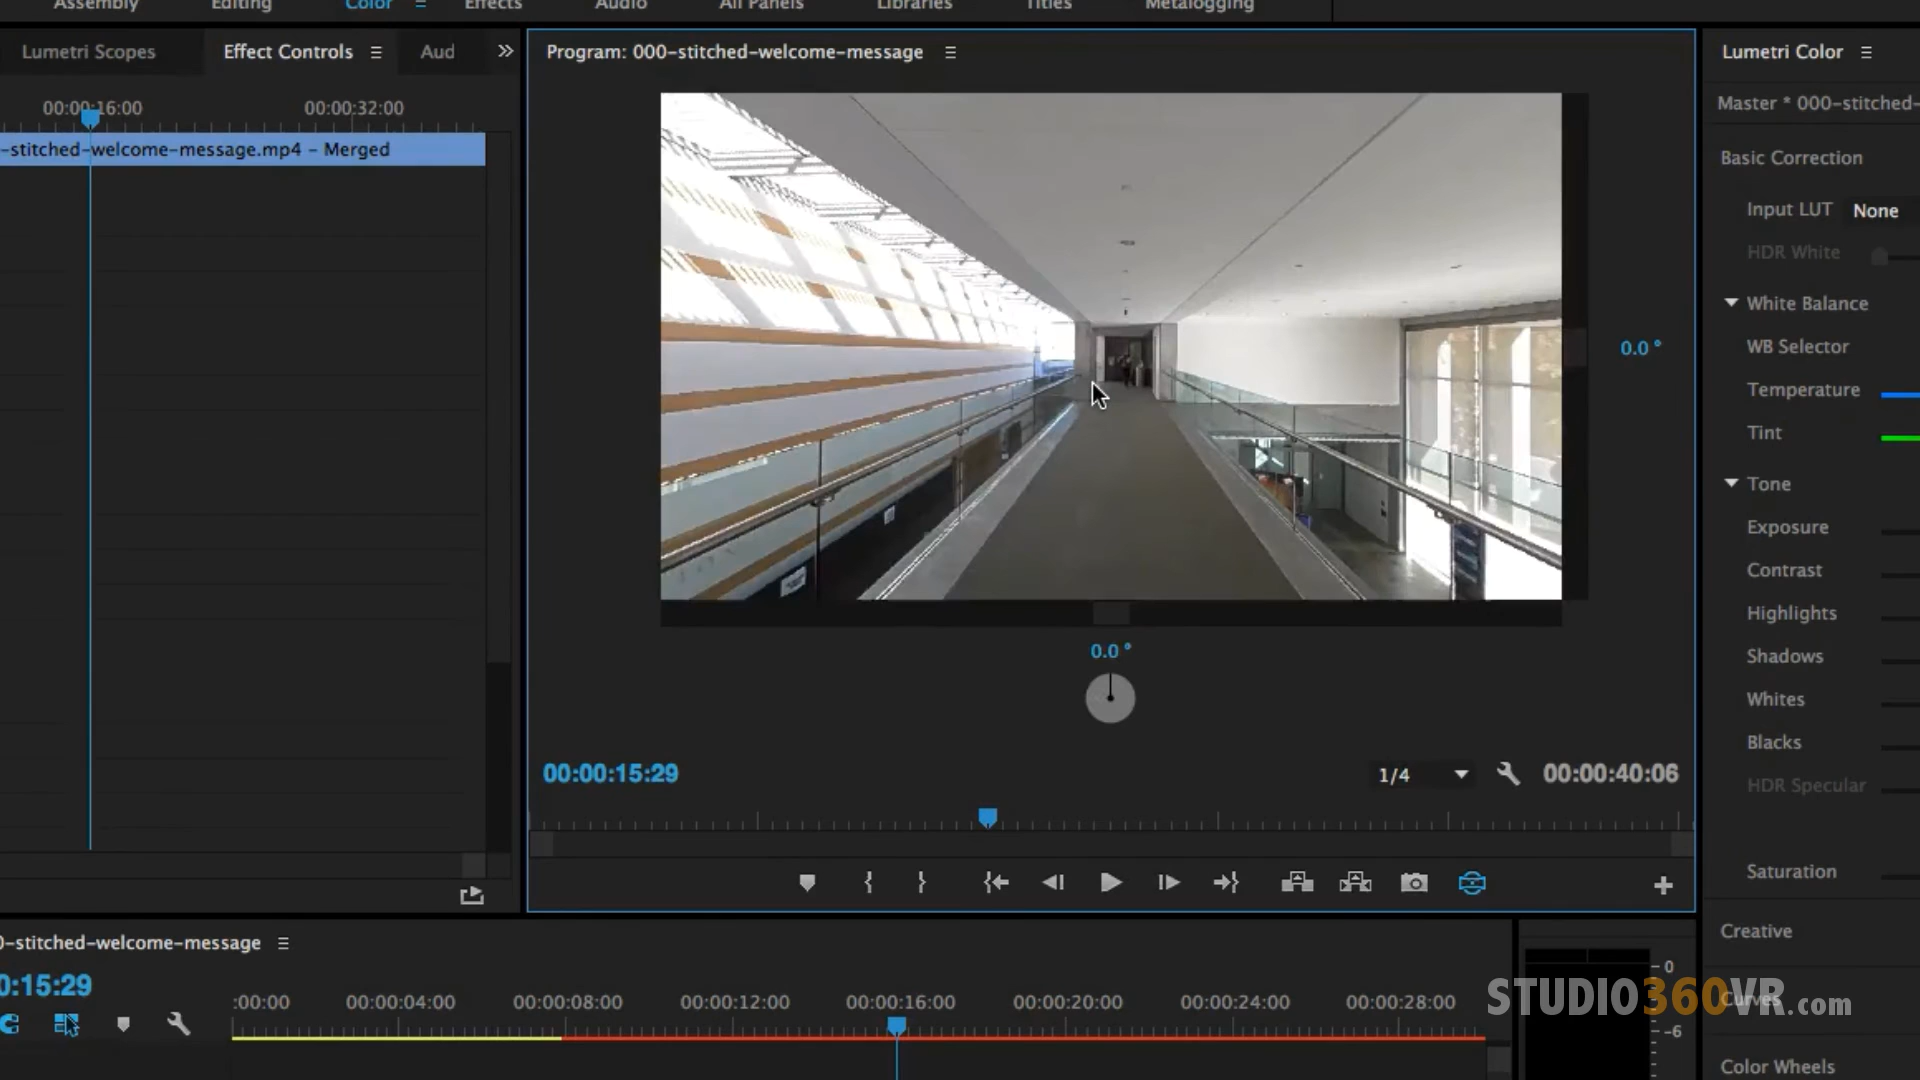 Assembly Editing Color Effects Audio All Panels Libraries Titles Metalogging
Lumetri Scopes Effect Controls Aud
00:00:16:00 00:00:32:00
-stitched-welcome-message.mp4 - Merged
Program: 000-stitched-welcome-message
0.0 °
0.0 °
00:00:15:29 1/4 00:00:40:06
Lumetri Color
Master * 000-stitched-
Basic Correction
Input LUT None
HDR White
White Balance
WB Selector
Temperature
Tint
Tone
Exposure
Contrast
Highlights
Shadows
Whites
Blacks
HDR Specular
Saturation
Creative
Curves
Color Wheels
0-stitched-welcome-message
0:15:29
:00:00 00:00:04:00 00:00:08:00 00:00:12:00 00:00:16:00 00:00:20:00 00:00:24:00 00:00:28:00
0
-6
STUDIO360VR.com